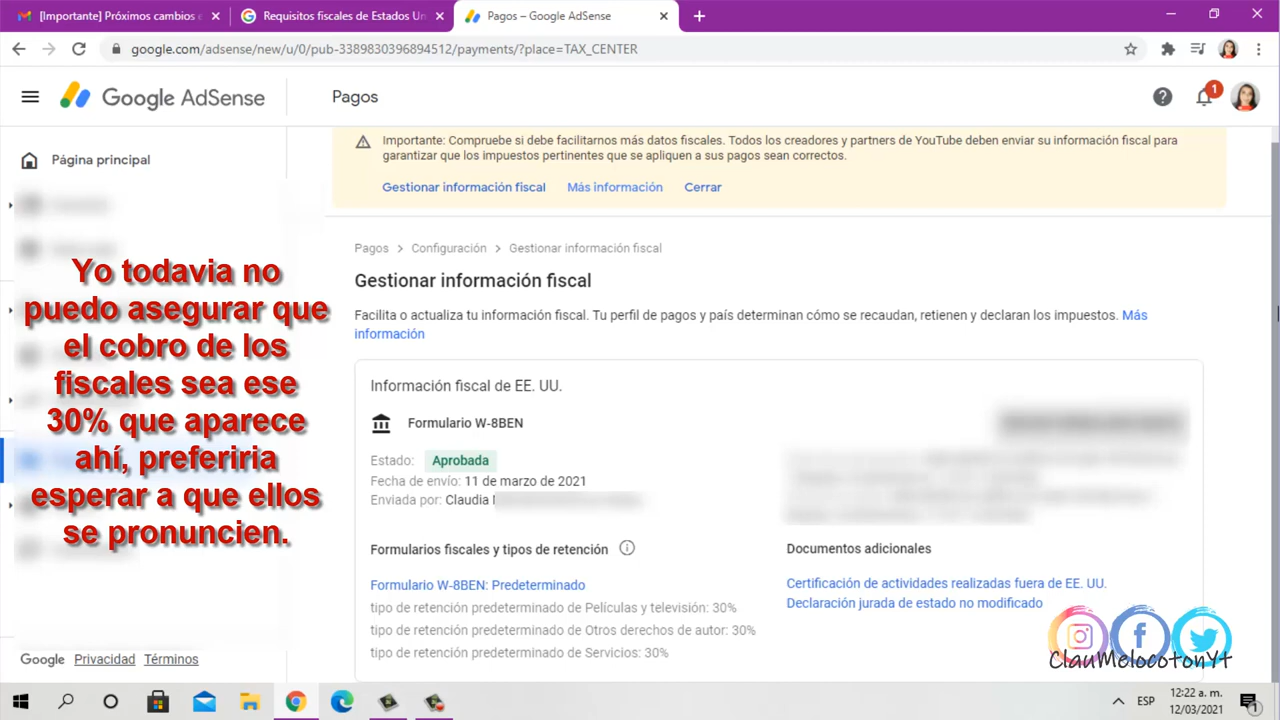 [Importante] Próximos cambios e
Requisitos fiscales de Estados Un
Pagos – Google AdSense
google.com/adsense/new/u/0/pub-3389830396894512/payments/?place=TAX_CENTER
Google AdSense
Pagos
1
Página principal
Importante: Compruebe si debe facilitarnos más datos fiscales. Todos los creadores y partners de YouTube deben enviar su información fiscal para
garantizar que los impuestos pertinentes que se apliquen a sus pagos sean correctos.
Gestionar información fiscal Más información Cerrar
Pagos > Configuración > Gestionar información fiscal
Gestionar información fiscal
Facilita o actualiza tu información fiscal. Tu perfil de pagos y país determinan cómo se recaudan, retienen y declaran los impuestos. Más
información
Yo todavia no
puedo asegurar que
el cobro de los
fiscales sea ese
30% que aparece
ahí, preferiria
esperar a que ellos
se pronuncien.
Información fiscal de EE. UU.
Formulario W-8BEN
Estado: Aprobada
Fecha de envío: 11 de marzo de 2021
Enviada por: Claudia
Formularios fiscales y tipos de retención
Formulario W-8BEN: Predeterminado
tipo de retención predeterminado de Películas y televisión: 30%
tipo de retención predeterminado de Otros derechos de autor: 30%
tipo de retención predeterminado de Servicios: 30%
Documentos adicionales
Certificación de actividades realizadas fuera de EE. UU.
Declaración jurada de estado no modificado
ClauMelocotonYt
Google Privacidad Términos
ESP
12:22 a. m.
12/03/2021
1